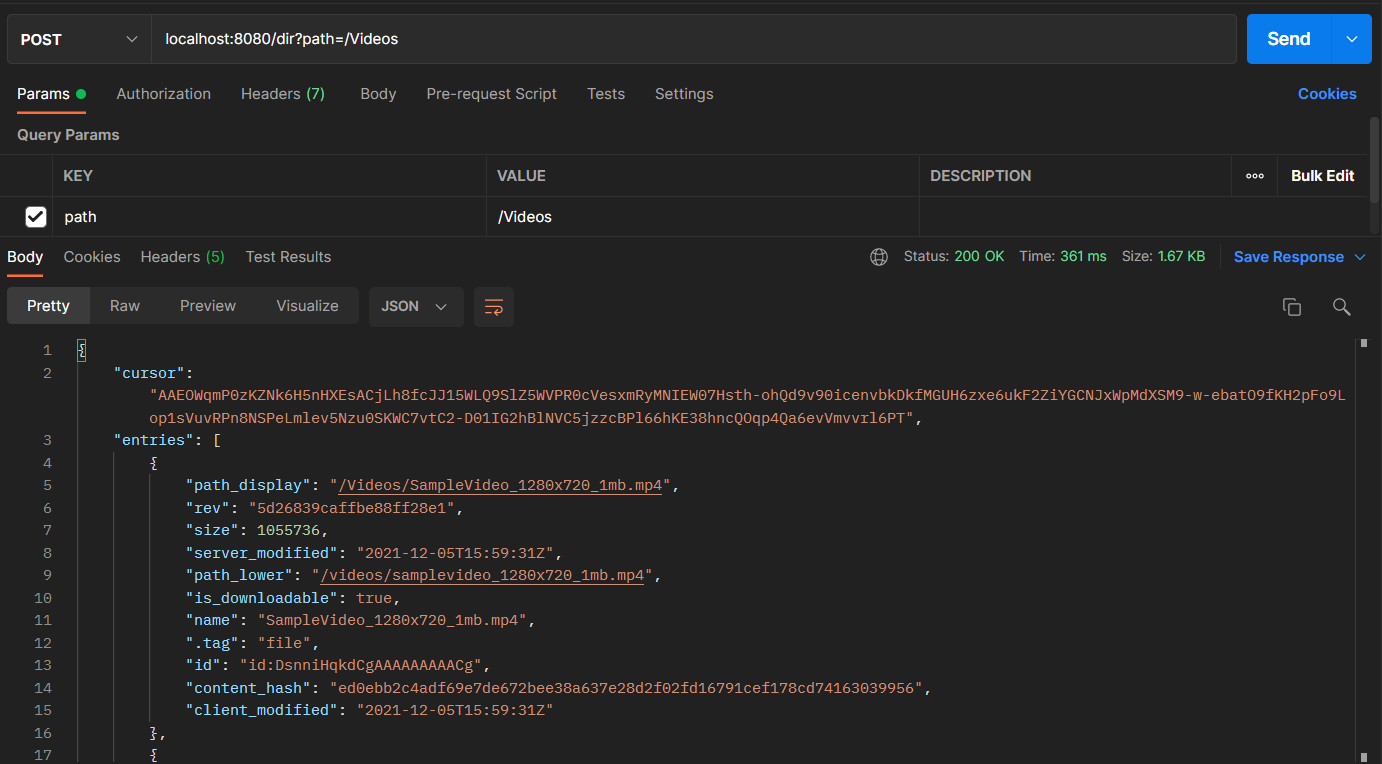 POST localhost:8080/dir?path=/Videos Send
Params Authorization Headers (7) Body Pre-request Script Tests Settings Cookies
Query Params
KEY VALUE DESCRIPTION Bulk Edit
path /Videos
Body Cookies Headers (5) Test Results Status: 200 OK Time: 361 ms Size: 1.67 KB Save Response
Pretty Raw Preview Visualize JSON
1 {
2 "cursor":
"AAEOWqmP0zKZNk6H5nHXEsACjLh8fcJJ15WLQ9SlZ5WVPR0cVesxmRyMNIEW07Hsth-ohQd9v90icenvbkDkfMGUH6zxe6ukF2ZiYGCNJxWpMdXSM9-w-ebatO9fKH2pFo9L
op1sVuvRPn8NSPeLmlev5Nzu0SKWC7vtC2-D01IG2hBlNVC5jzzcBPl66hKE38hncQOqp4Qa6evVmvvrl6PT",
3 "entries": [
4 {
5 "path_display": "/Videos/SampleVideo_1280x720_1mb.mp4",
6 "rev": "5d26839caffbe88ff28e1",
7 "size": 1055736,
8 "server_modified": "2021-12-05T15:59:31Z",
9 "path_lower": "/videos/samplevideo_1280x720_1mb.mp4",
10 "is_downloadable": true,
11 "name": "SampleVideo_1280x720_1mb.mp4",
12 ".tag": "file",
13 "id": "id:DsnniHqkdCgAAAAAAAAACg",
14 "content_hash": "ed0ebb2c4adf69e7de672bee38a637e28d2f02fd16791cef178cd74163039956",
15 "client_modified": "2021-12-05T15:59:31Z"
16 },
17 {